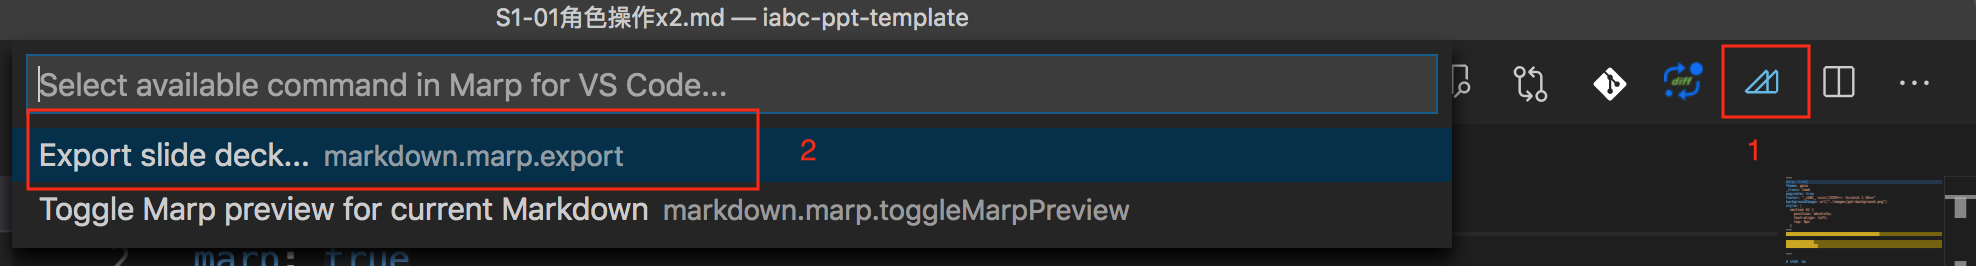 S1-01角色操作x2.md — iabc-ppt-template
Select available command in Marp for VS Code...
diff
Export slide deck... markdown.marp.export
2
1
Toggle Marp preview for current Markdown markdown.marp.toggleMarpPreview
2 marp: true